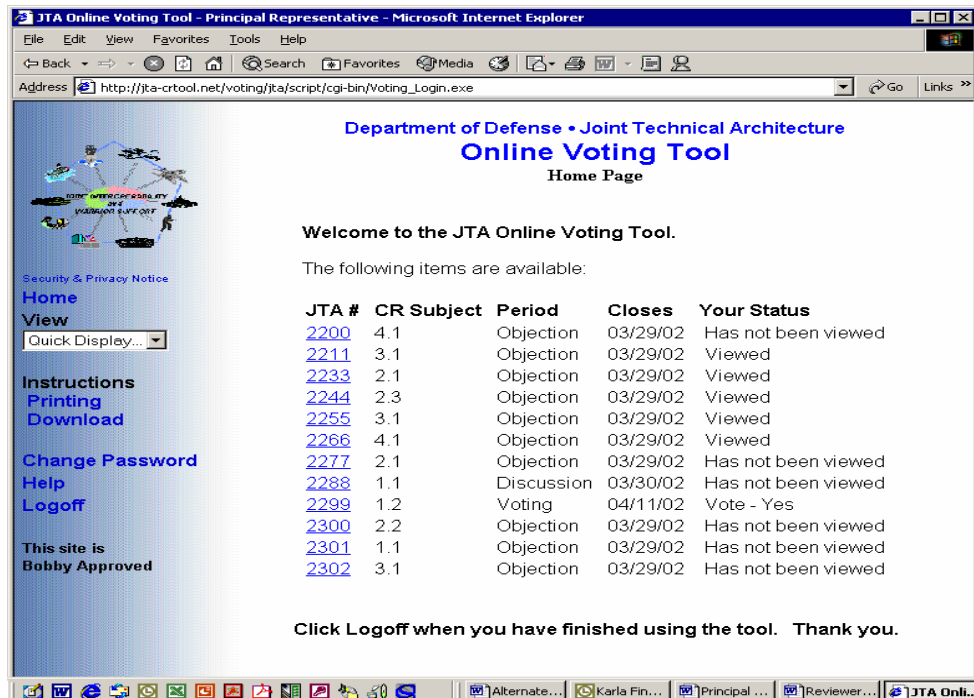 JTA Online Voting Tool - Principal Representative - Microsoft Internet Explorer
File Edit View Favorites Tools Help
Back Search Favorites Media
Address http://jta-crtool.net/voting/jta/script/cgi-bin/Voting_Login.exe Go Links »
Department of Defense • Joint Technical Architecture
Online Voting Tool
Home Page
JOINT INTEROPERABILITY
and
WARRIOR SUPPORT
Security & Privacy Notice
Home
View
Quick Display...
Instructions
Printing
Download
Change Password
Help
Logoff
This site is
Bobby Approved
Welcome to the JTA Online Voting Tool.
The following items are available:
JTA # CR Subject Period Closes Your Status
2200 4.1 Objection 03/29/02 Has not been viewed
2211 3.1 Objection 03/29/02 Viewed
2233 2.1 Objection 03/29/02 Viewed
2244 2.3 Objection 03/29/02 Viewed
2255 3.1 Objection 03/29/02 Viewed
2266 4.1 Objection 03/29/02 Viewed
2277 2.1 Objection 03/29/02 Has not been viewed
2288 1.1 Discussion 03/30/02 Has not been viewed
2299 1.2 Voting 04/11/02 Vote - Yes
2300 2.2 Objection 03/29/02 Has not been viewed
2301 1.1 Objection 03/29/02 Has not been viewed
2302 3.1 Objection 03/29/02 Has not been viewed
Click Logoff when you have finished using the tool. Thank you.
Alternate... Karla Fin... Principal ... Reviewer... JTA Onli...